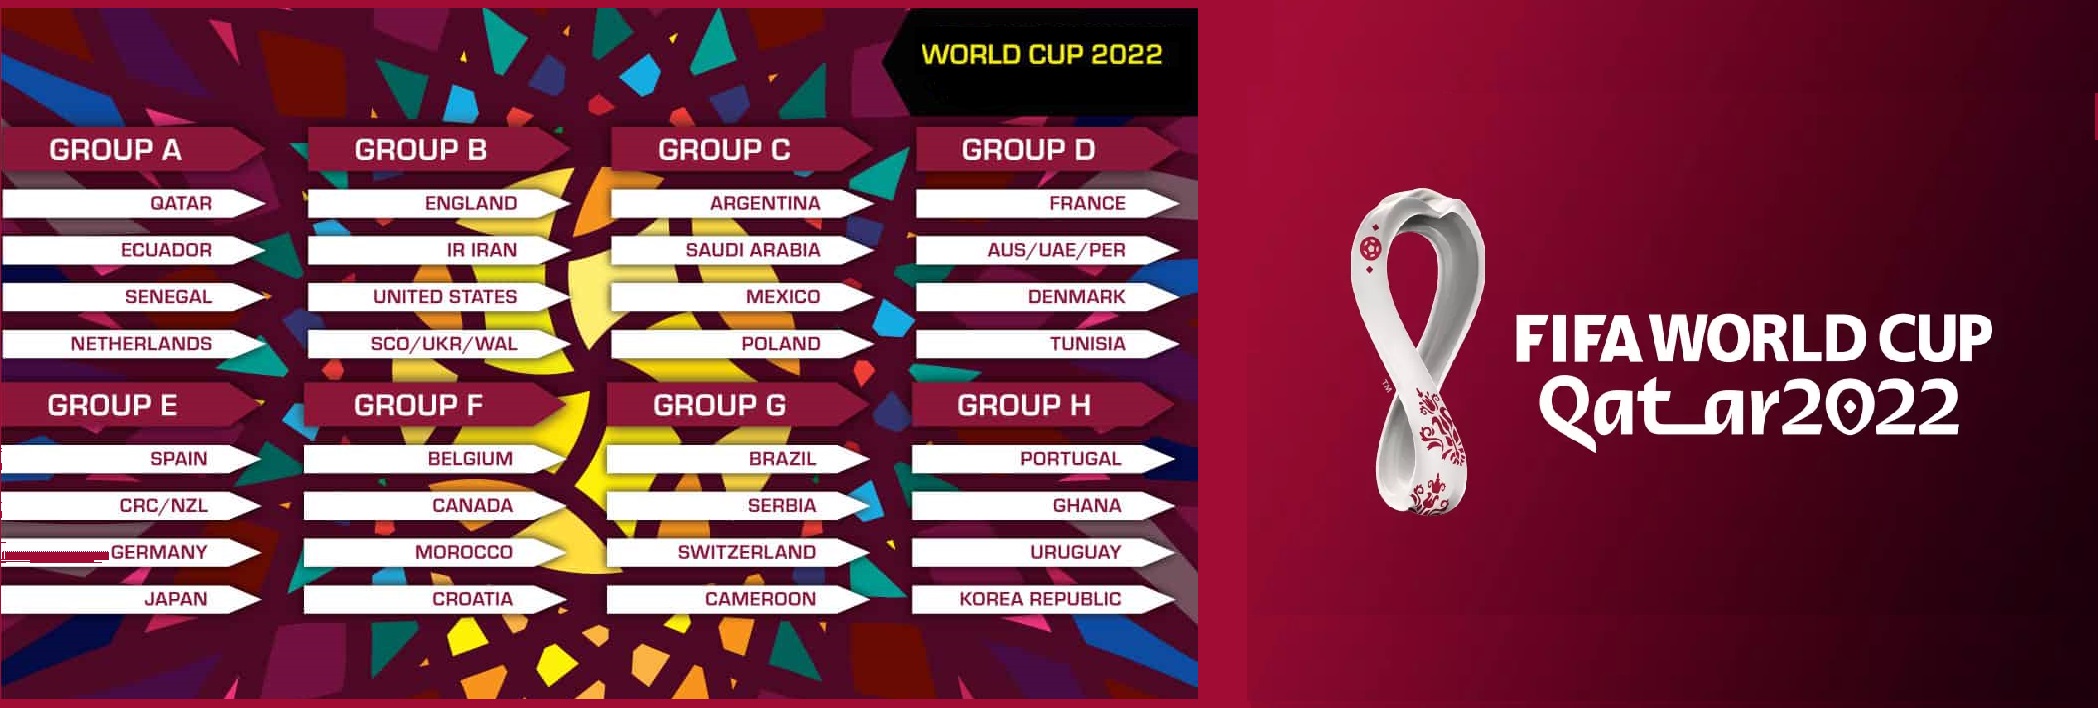 WORLD CUP 2022
GROUP A
QATAR
ECUADOR
SENEGAL
NETHERLANDS
GROUP B
ENGLAND
IR IRAN
UNITED STATES
SCO/UKR/WAL
GROUP C
ARGENTINA
SAUDI ARABIA
MEXICO
POLAND
GROUP D
FRANCE
AUS/UAE/PER
DENMARK
TUNISIA
GROUP E
SPAIN
CRC/NZL
GERMANY
JAPAN
GROUP F
BELGIUM
CANADA
MOROCCO
CROATIA
GROUP G
BRAZIL
SERBIA
SWITZERLAND
CAMEROON
GROUP H
PORTUGAL
GHANA
URUGUAY
KOREA REPUBLIC
TM
FIFA WORLD CUP
Qatar2022